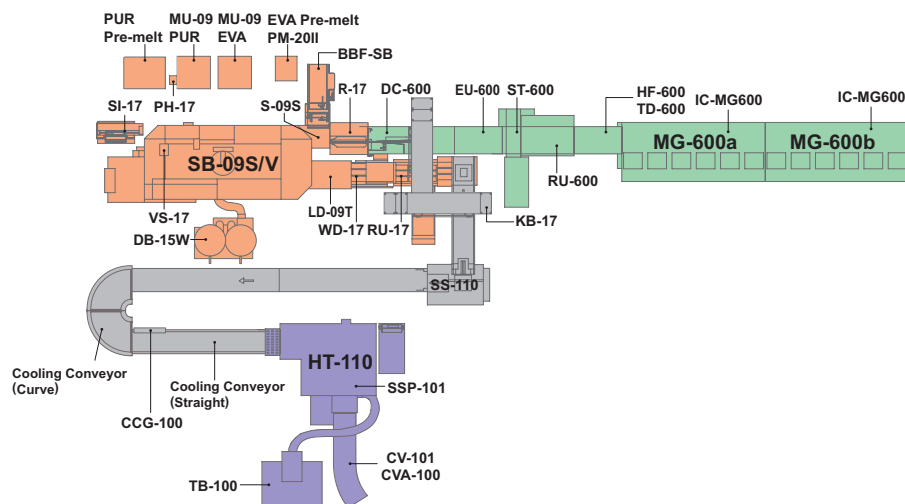 PUR
Pre-melt
MU-09
PUR
MU-09
EVA
EVA Pre-melt
PM-20II
BBF-SB
PH-17
SI-17
S-09S
R-17
DC-600
EU-600
ST-600
HF-600
TD-600
IC-MG600
IC-MG600
SB-09S/V
MG-600a
MG-600b
RU-600
VS-17
LD-09T
WD-17
RU-17
KB-17
DB-15W
SS-110
HT-110
Cooling Conveyor
(Curve)
Cooling Conveyor
(Straight)
SSP-101
CCG-100
CV-101
CVA-100
TB-100